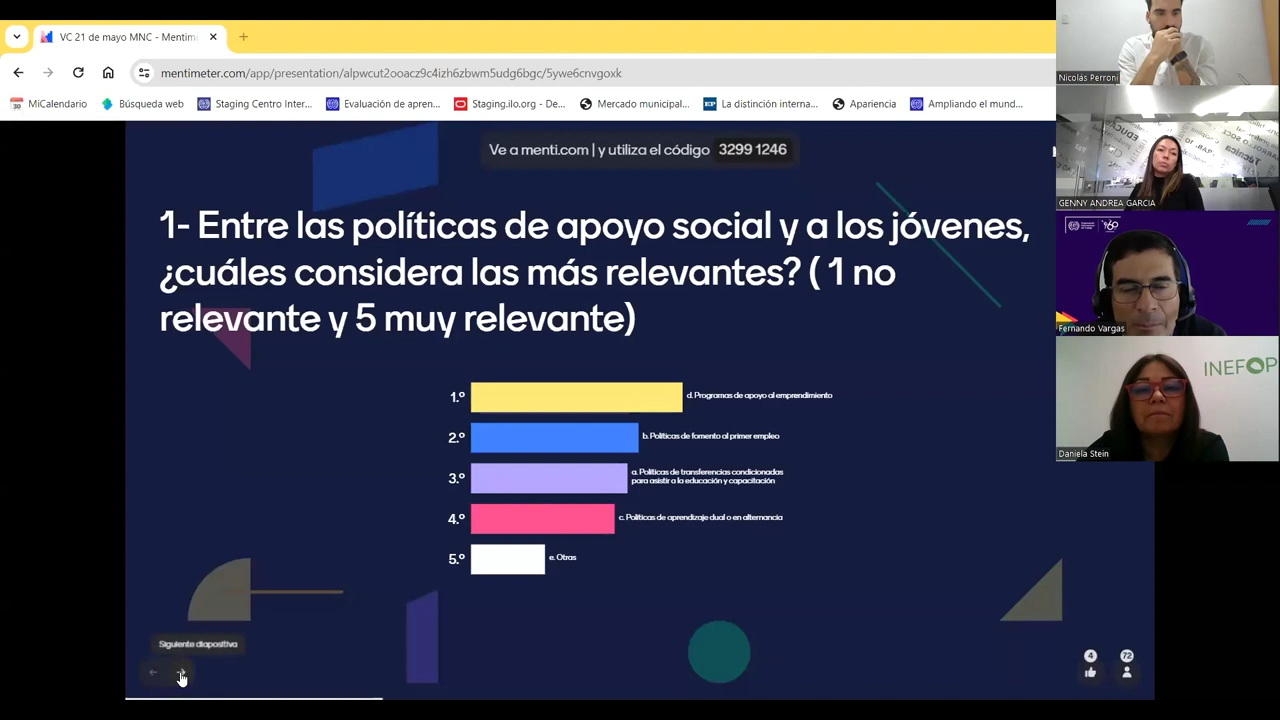 VC 21 de mayo MNC - Mentime
mentimeter.com/app/presentation/alpwcut2ooacz9c4izh6zbwm5udg6bgc/5ywe6cnvgoxk
MiCalendario
Búsqueda web
Staging Centro Inter...
Evaluación de apren...
Staging.ilo.org - De...
Mercado municipal...
La distinción interna...
Apariencia
Ampliando el mund...
Ve a menti.com | y utiliza el código 3299 1246
1- Entre las políticas de apoyo social y a los jóvenes,
¿cuáles considera las más relevantes? ( 1 no
relevante y 5 muy relevante)
1.º d. Programas de apoyo al emprendimiento
2.º b. Políticas de fomento al primer empleo
3.º a. Políticas de transferencias condicionadas
para asistir a la educación y capacitación
4.º c. Políticas de aprendizaje dual o en alternancia
5.º e. Otras
Siguiente diapositiva
4
72
Nicolás Perroni
GENNY ANDREA GARCIA
Fernando Vargas
INEFOP
Daniela Stein